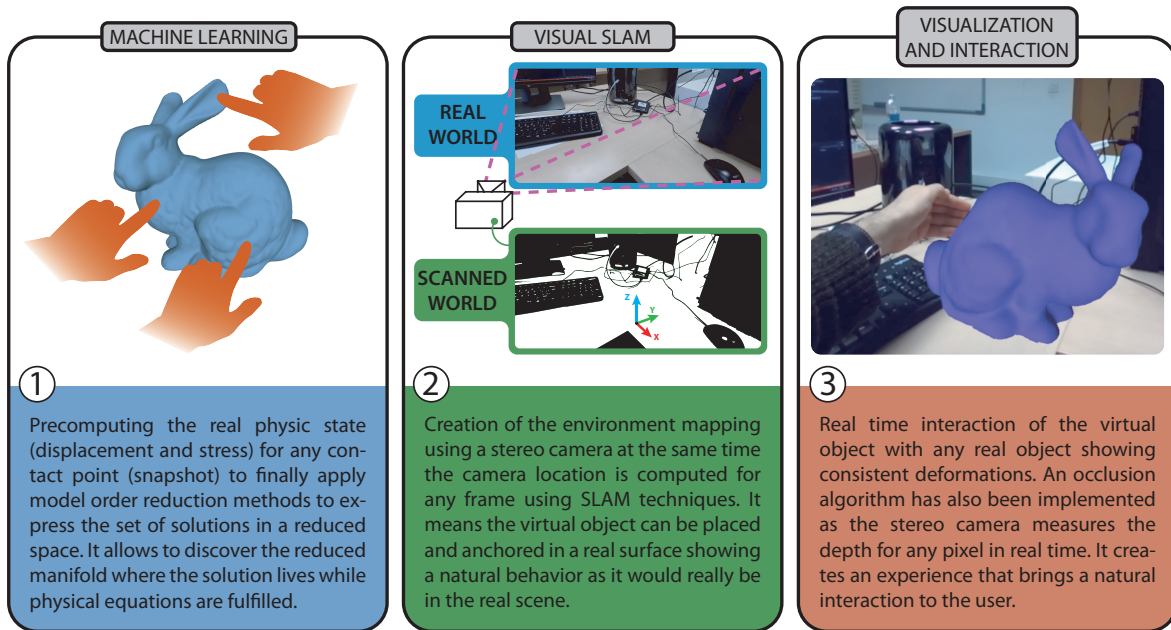 MACHINE LEARNING
1
Precomputing the real physic state
(displacement and stress) for any con-
tact point (snapshot) to finally apply
model order reduction methods to ex-
press the set of solutions in a reduced
space. It allows to discover the reduced
manifold where the solution lives while
physical equations are fulfilled.
VISUAL SLAM
REAL
WORLD
SCANNED
WORLD
Z
Y
X
2
Creation of the environment mapping
using a stereo camera at the same time
the camera location is computed for
any frame using SLAM techniques. It
means the virtual object can be placed
and anchored in a real surface showing
a natural behavior as it would really be
in the real scene.
VISUALIZATION
AND INTERACTION
3
Real time interaction of the virtual
object with any real object showing
consistent deformations. An occlusion
algorithm has also been implemented
as the stereo camera measures the
depth for any pixel in real time. It crea-
tes an experience that brings a natural
interaction to the user.